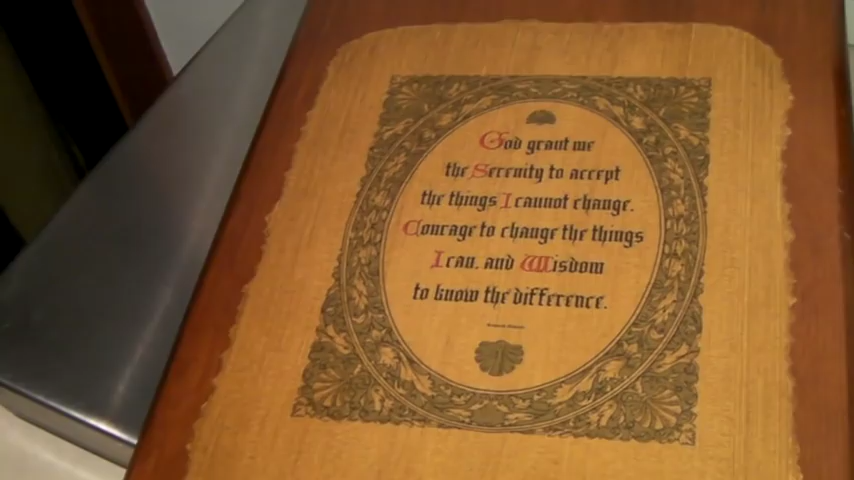 God grant me
the Serenity to accept
the things I cannot change.
Courage to change the things
I can, and Wisdom
to know the difference.